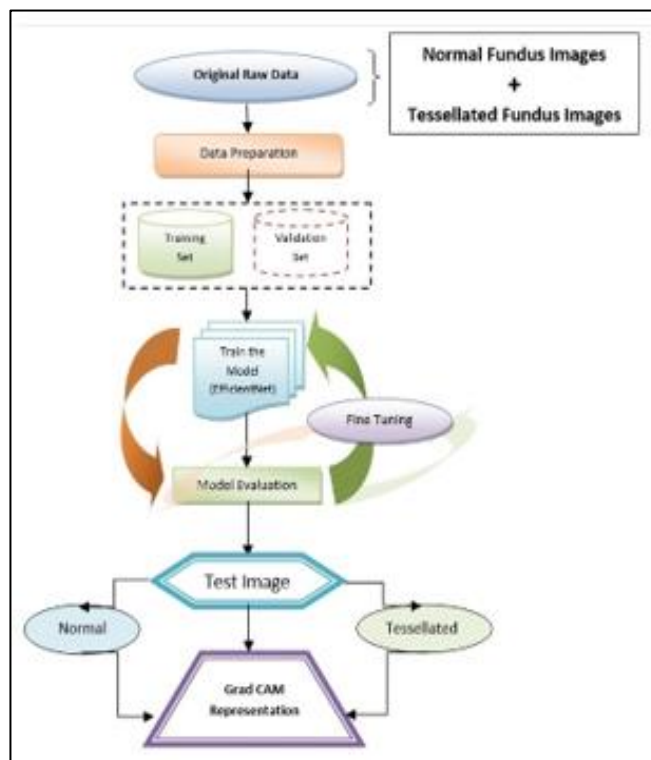 Original Raw Data
Normal Fundus Images
+
Tessellated Fundus Images
Data Preparation
Training
Set
Validation
Set
Train the
Model
(EfficientNet)
Fine Tuning
Model Evaluation
Test Image
Normal
Tessellated
Grad CAM
Representation